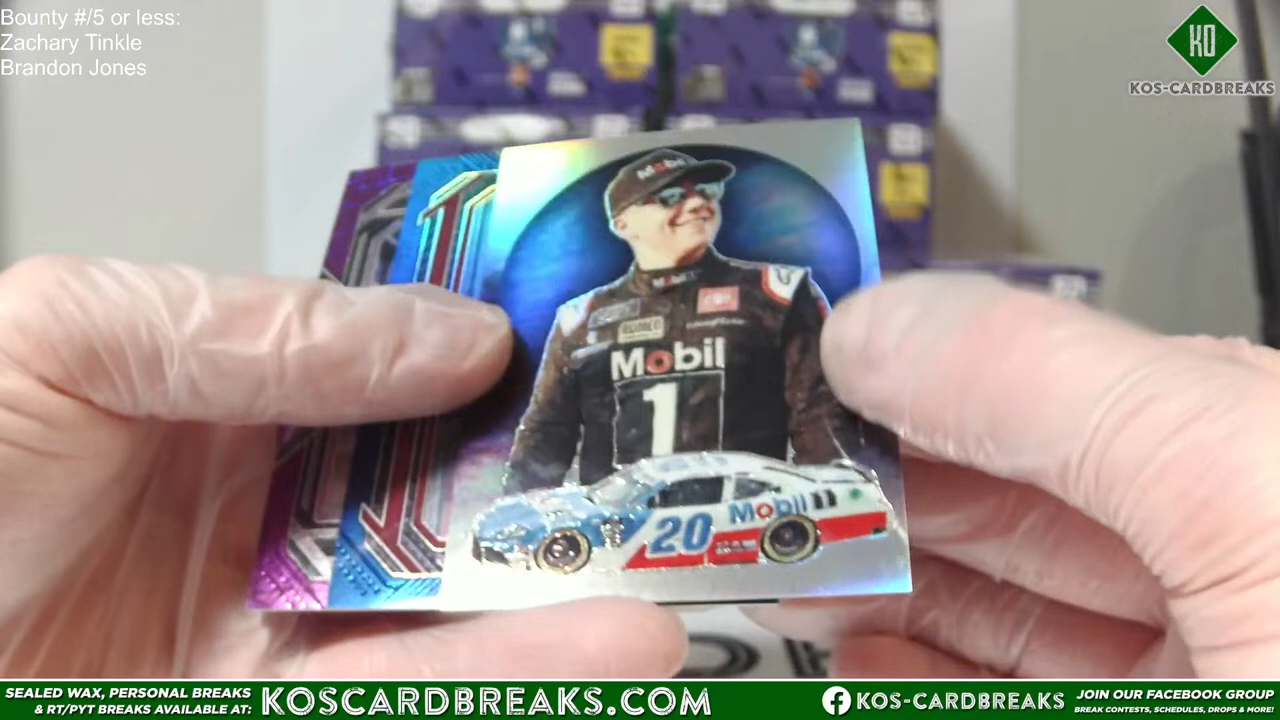 Bounty #/5 or less:
Zachary Tinkle
Brandon Jones
KO
KOS-CARDBREAKS
Mobil
Mobil
1
20
Mobil
SEALED WAX, PERSONAL BREAKS
& RT/PYT BREAKS AVAILABLE AT:
KOSCARDBREAKS.COM
KOS-CARDBREAKS
JOIN OUR FACEBOOK GROUP
BREAK CONTESTS, SCHEDULES, DROPS & MORE!